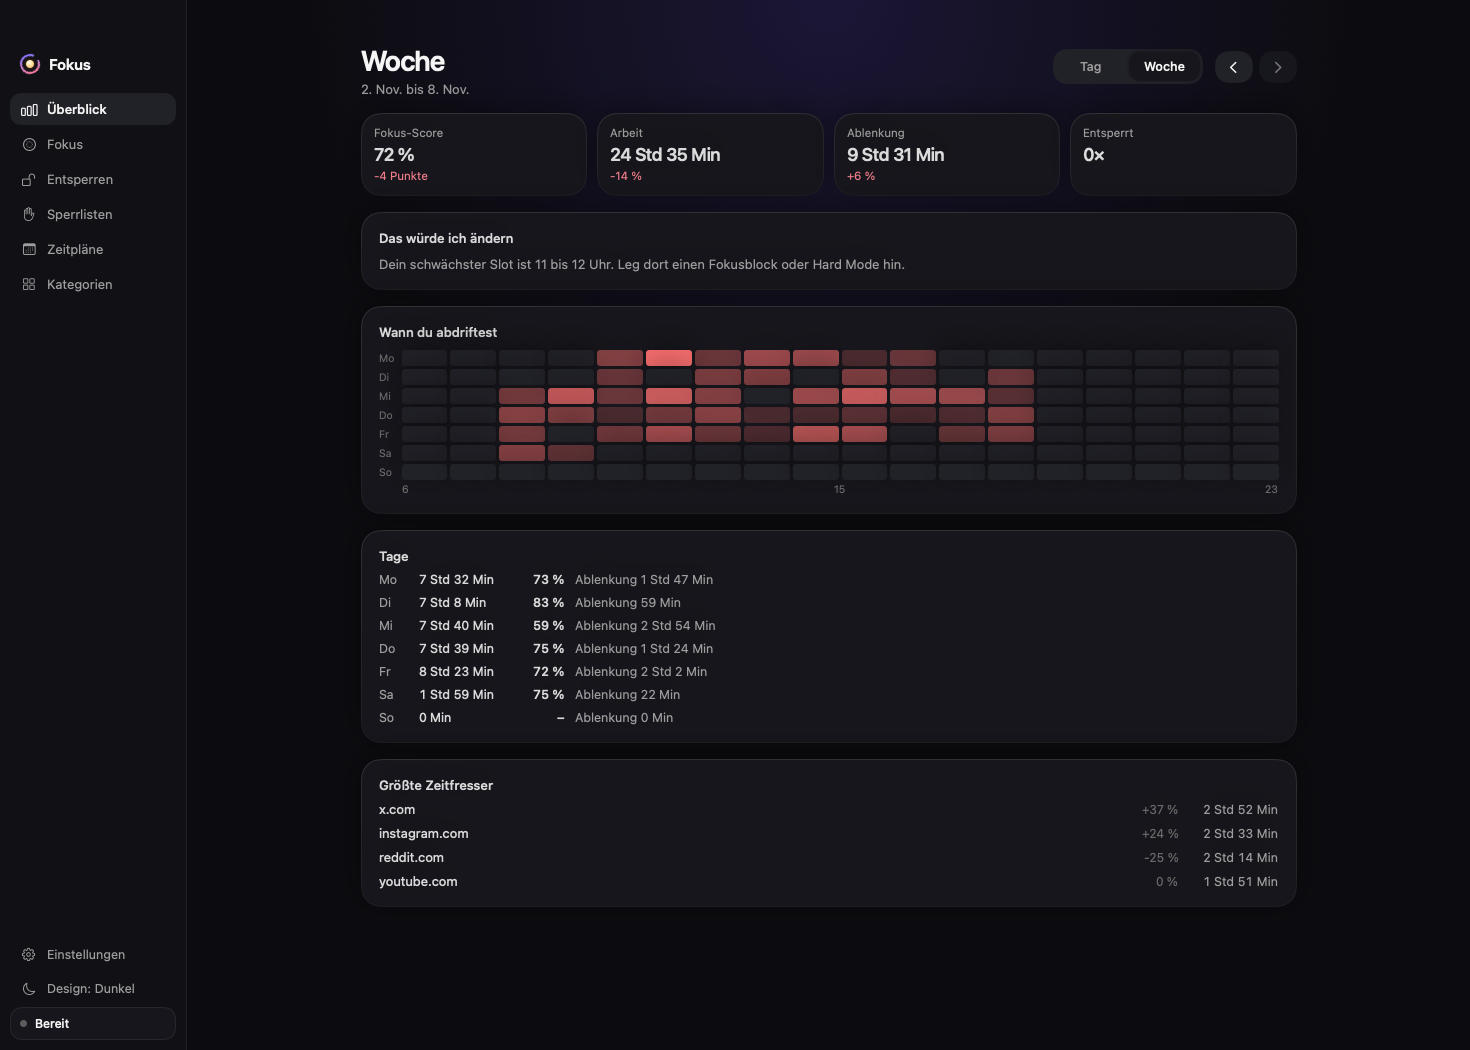 Fokus
Überblick
Fokus
Entsperren
Sperrlisten
Zeitpläne
Kategorien
Einstellungen
Design: Dunkel
Bereit
Woche
2. Nov. bis 8. Nov.
Tag Woche
Fokus-Score
72 %
-4 Punkte
Arbeit
24 Std 35 Min
-14 %
Ablenkung
9 Std 31 Min
+6 %
Entsperrt
0×
Das würde ich ändern
Dein schwächster Slot ist 11 bis 12 Uhr. Leg dort einen Fokusblock oder Hard Mode hin.
Wann du abdriftest
Mo
Di
Mi
Do
Fr
Sa
So
6 15 23
Tage
Mo 7 Std 32 Min 73 % Ablenkung 1 Std 47 Min
Di 7 Std 8 Min 83 % Ablenkung 59 Min
Mi 7 Std 40 Min 59 % Ablenkung 2 Std 54 Min
Do 7 Std 39 Min 75 % Ablenkung 1 Std 24 Min
Fr 8 Std 23 Min 72 % Ablenkung 2 Std 2 Min
Sa 1 Std 59 Min 75 % Ablenkung 22 Min
So 0 Min – Ablenkung 0 Min
Größte Zeitfresser
x.com +37 % 2 Std 52 Min
instagram.com +24 % 2 Std 33 Min
reddit.com -25 % 2 Std 14 Min
youtube.com 0 % 1 Std 51 Min